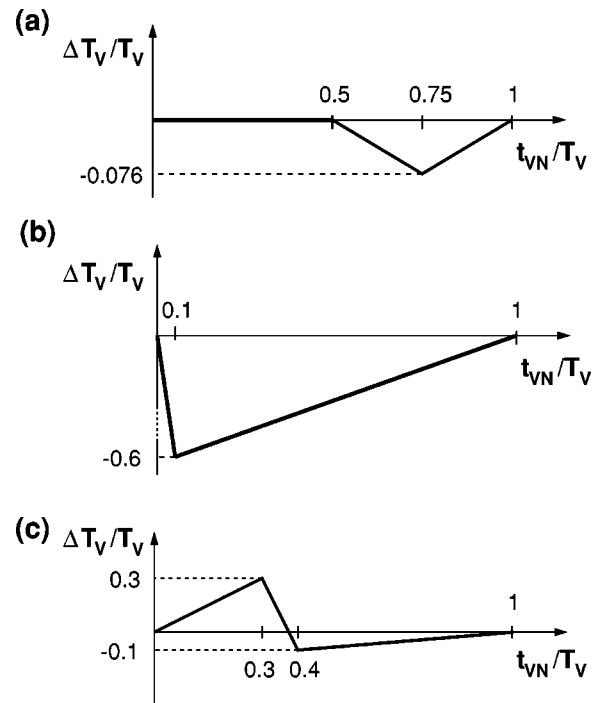 (a)
ΔT_V/T_V
0.5 0.75 1
t_VN/T_V
-0.076
(b)
ΔT_V/T_V
0.1 1
t_VN/T_V
-0.6
(c)
ΔT_V/T_V
0.3
1
-0.1
0.3 0.4
t_VN/T_V